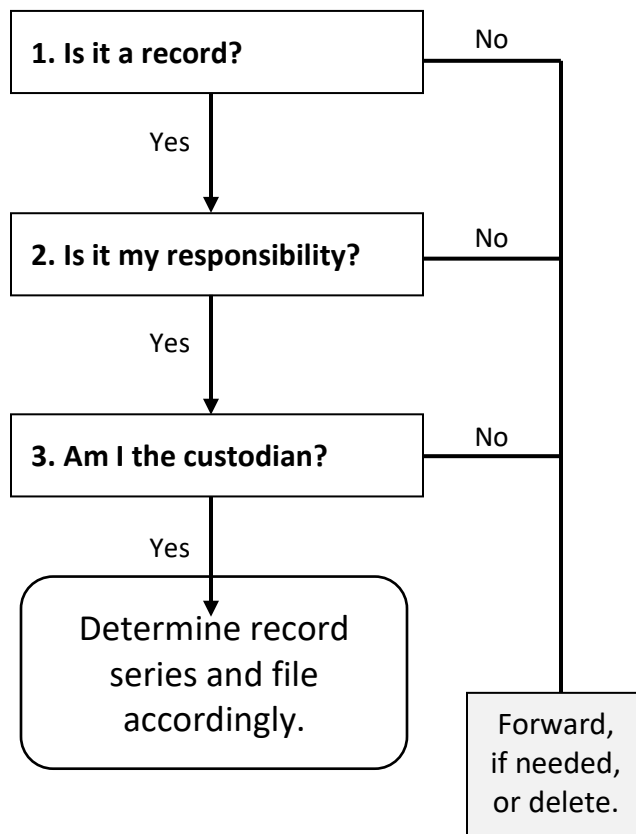 1. Is it a record?
No
Yes
2. Is it my responsibility?
No
Yes
3. Am I the custodian?
No
Yes
Determine record
series and file
accordingly.
Forward,
if needed,
or delete.